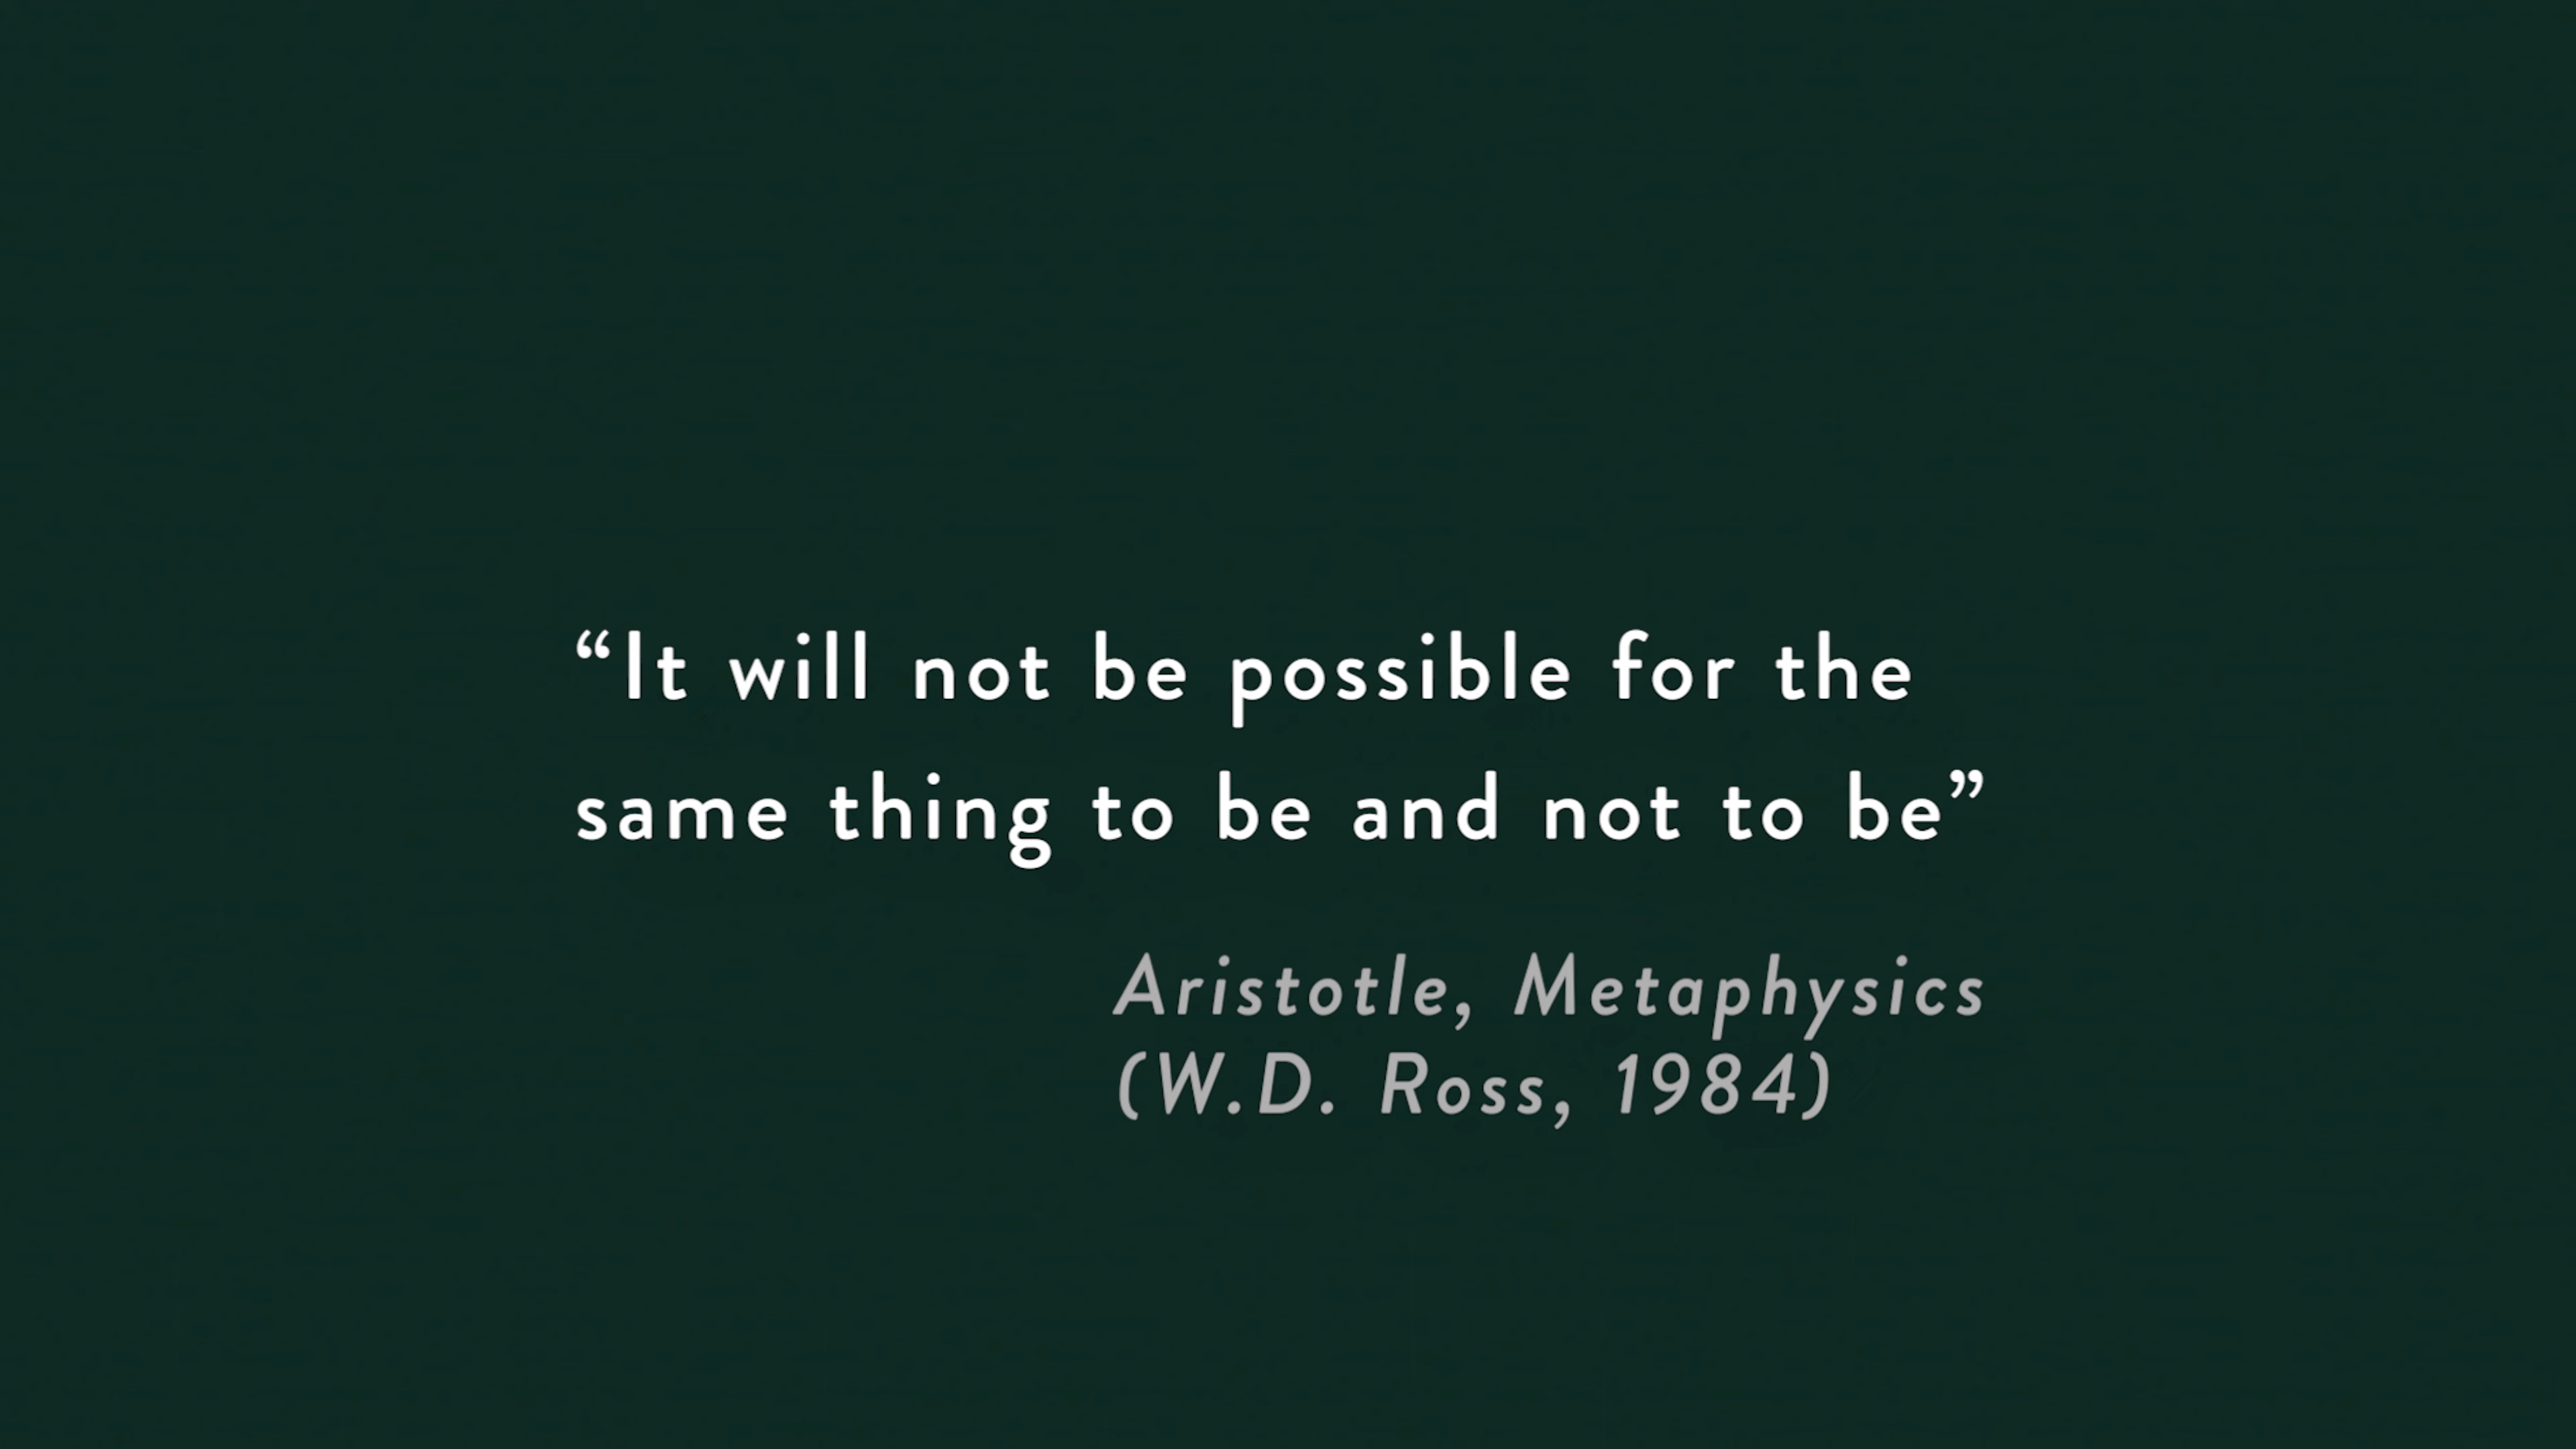 “It will not be possible for the
same thing to be and not to be”
Aristotle, Metaphysics
(W.D. Ross, 1984)